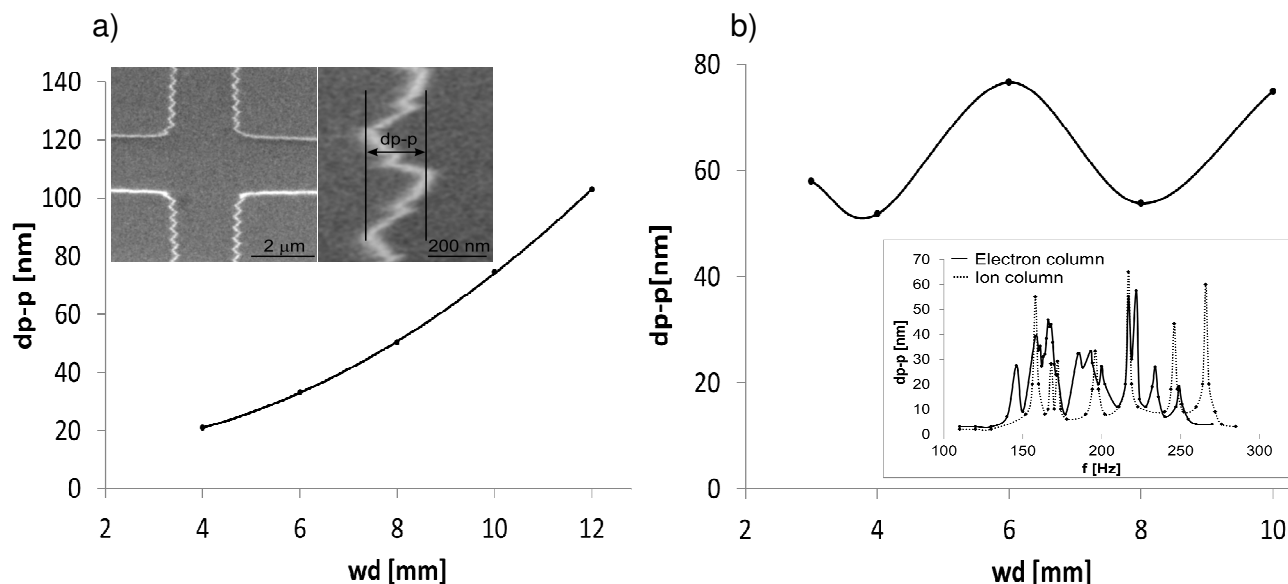 a)
dp-p [nm]
140
120
100
80
60
40
20
0
2 4 6 8 10 12
wd [mm]
2 μm
dp-p
200 nm
b)
dp-p[nm]
80
60
40
20
0
2 4 6 8 10
wd [mm]
Electron column
Ion column
dp-p [nm]
70
60
50
40
30
20
10
0
100 150 200 250 300
f [Hz]